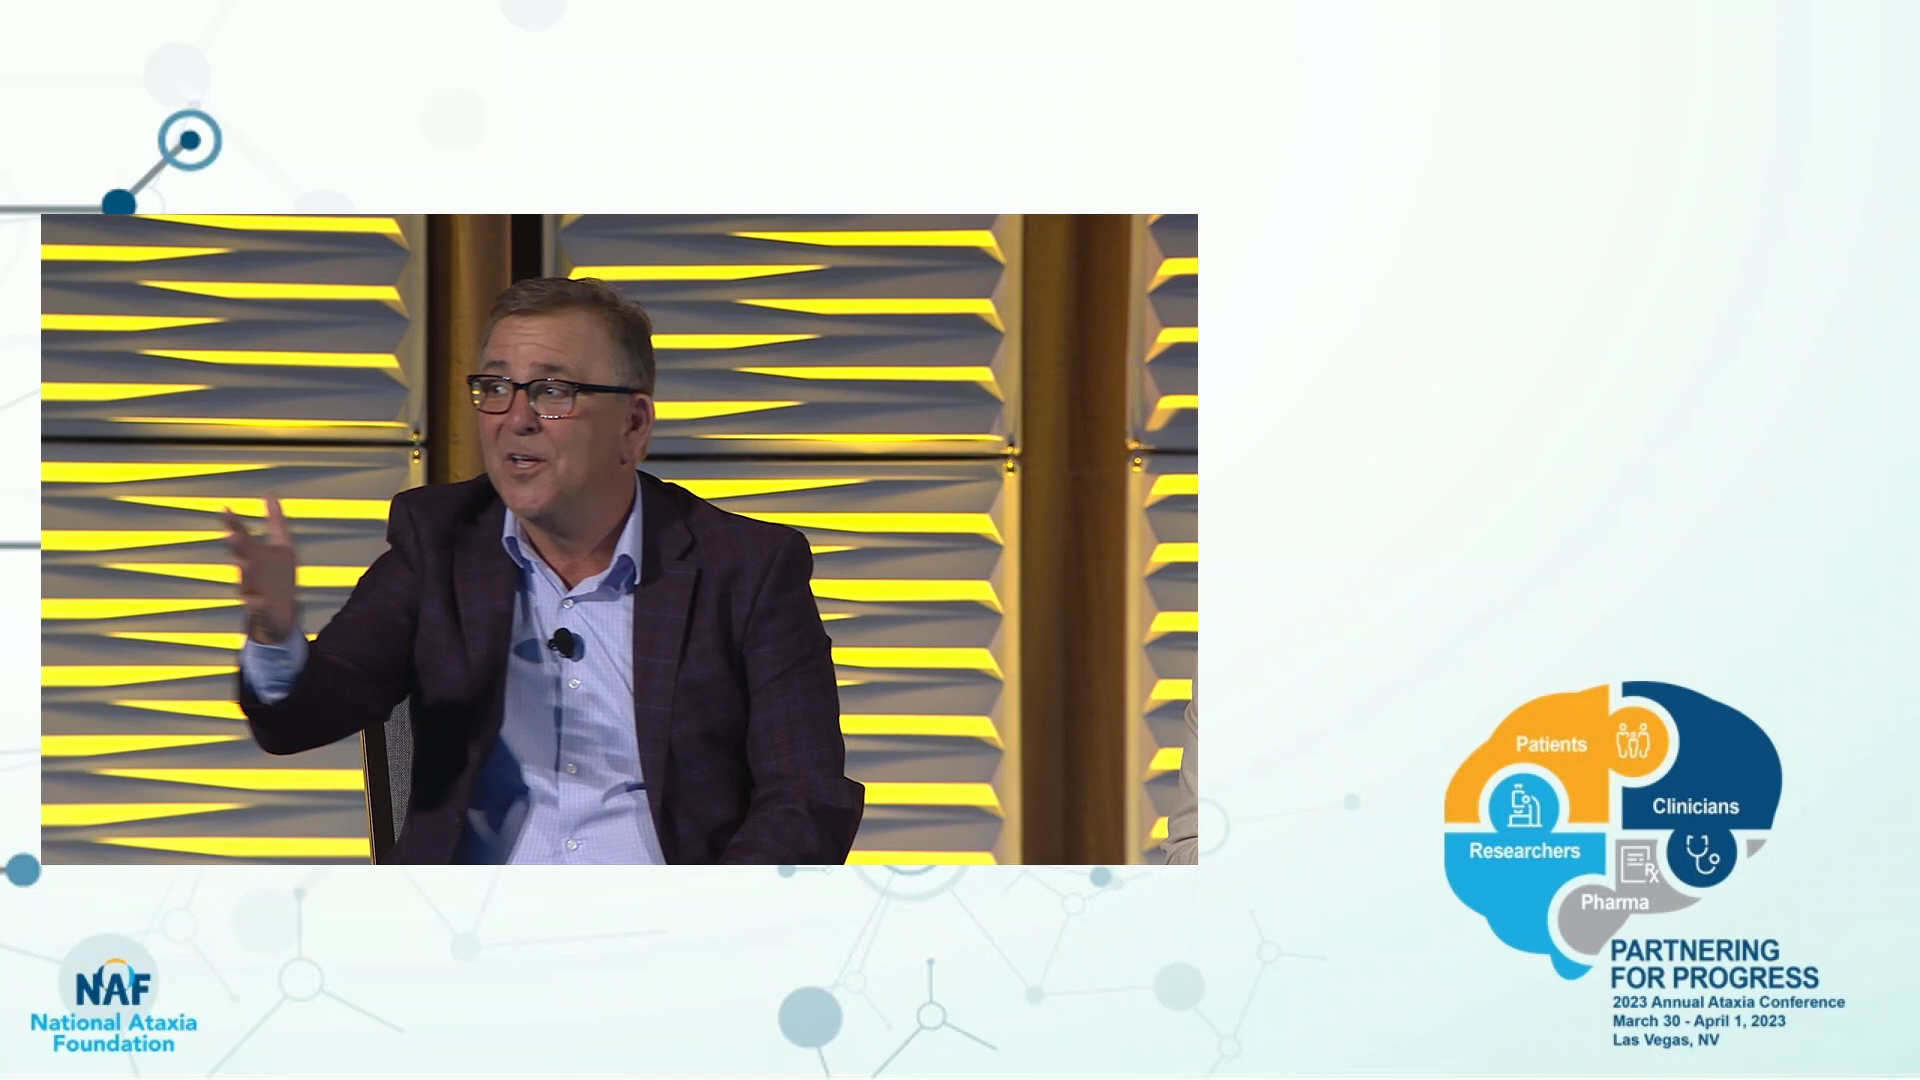 Patients
Clinicians
Researchers
Rx
Pharma
PARTNERING
FOR PROGRESS
2023 Annual Ataxia Conference
March 30 - April 1, 2023
Las Vegas, NV
NAF
National Ataxia
Foundation